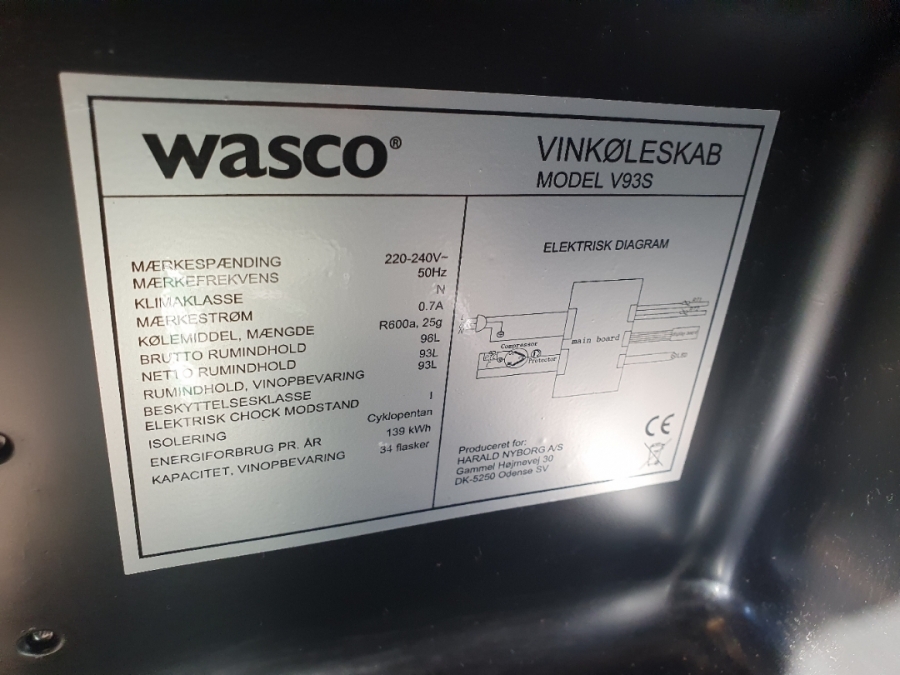 wasco®
VINKØLESKAB
MODEL V93S
MÆRKESPÆNDING 220-240V~
MÆRKEFREKVENS 50Hz
KLIMAKLASSE N
MÆRKESTRØM 0.7A
KØLEMIDDEL, MÆNGDE R600a, 25g
BRUTTO RUMINDHOLD 96L
NETTO RUMINDHOLD 93L
RUMINDHOLD, VINOPBEVARING 93L
BESKYTTELSESKLASSE
ELEKTRISK CHOCK MODSTAND I
ISOLERING Cyklopentan
ENERGIFORBRUG PR. ÅR 139 kWh
KAPACITET, VINOPBEVARING 34 flasker
ELEKTRISK DIAGRAM
main board
Compressor
Protector
Produceret for:
HARALD NYBORG A/S
Gammel Højmevej 30
DK-5250 Odense SV
CE